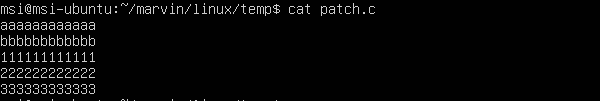 msi@msi-ubuntu:~/marvin/linux/temp$ cat patch.c
aaaaaaaaaaaa
bbbbbbbbbbbb
111111111111
222222222222
333333333333